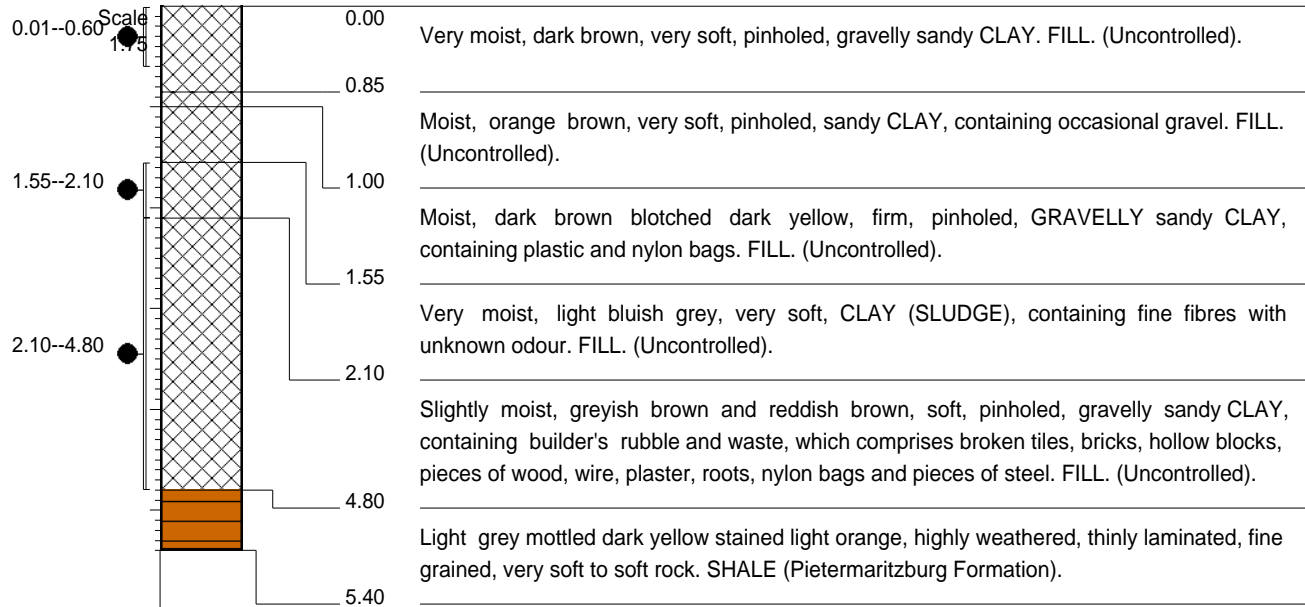 Scale
1:75
0.01--0.60
0.00
Very moist, dark brown, very soft, pinholed, gravelly sandy CLAY. FILL. (Uncontrolled).
0.85
Moist, orange brown, very soft, pinholed, sandy CLAY, containing occasional gravel. FILL.
(Uncontrolled).
1.00
1.55--2.10
Moist, dark brown blotched dark yellow, firm, pinholed, GRAVELLY sandy CLAY,
containing plastic and nylon bags. FILL. (Uncontrolled).
1.55
Very moist, light bluish grey, very soft, CLAY (SLUDGE), containing fine fibres with
unknown odour. FILL. (Uncontrolled).
2.10
2.10--4.80
Slightly moist, greyish brown and reddish brown, soft, pinholed, gravelly sandy CLAY,
containing builder's rubble and waste, which comprises broken tiles, bricks, hollow blocks,
pieces of wood, wire, plaster, roots, nylon bags and pieces of steel. FILL. (Uncontrolled).
4.80
Light grey mottled dark yellow stained light orange, highly weathered, thinly laminated, fine
grained, very soft to soft rock. SHALE (Pietermaritzburg Formation).
5.40